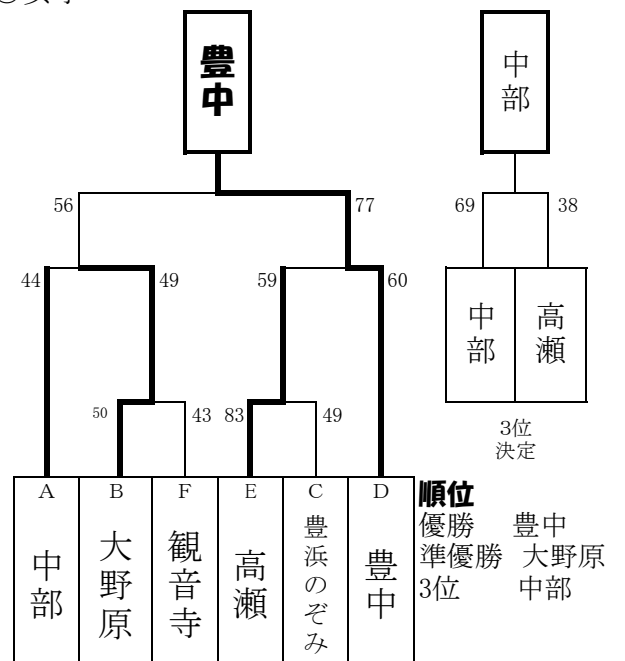 豊中
中部
56
77
69
38
44
49
59
60
中部
高瀬
50
43
83
49
3位
決定
A
B
F
E
C
D
中部
大野原
観音寺
高瀬
豊浜のぞみ
豊中
順位
優勝 豊中
準優勝 大野原
3位 中部